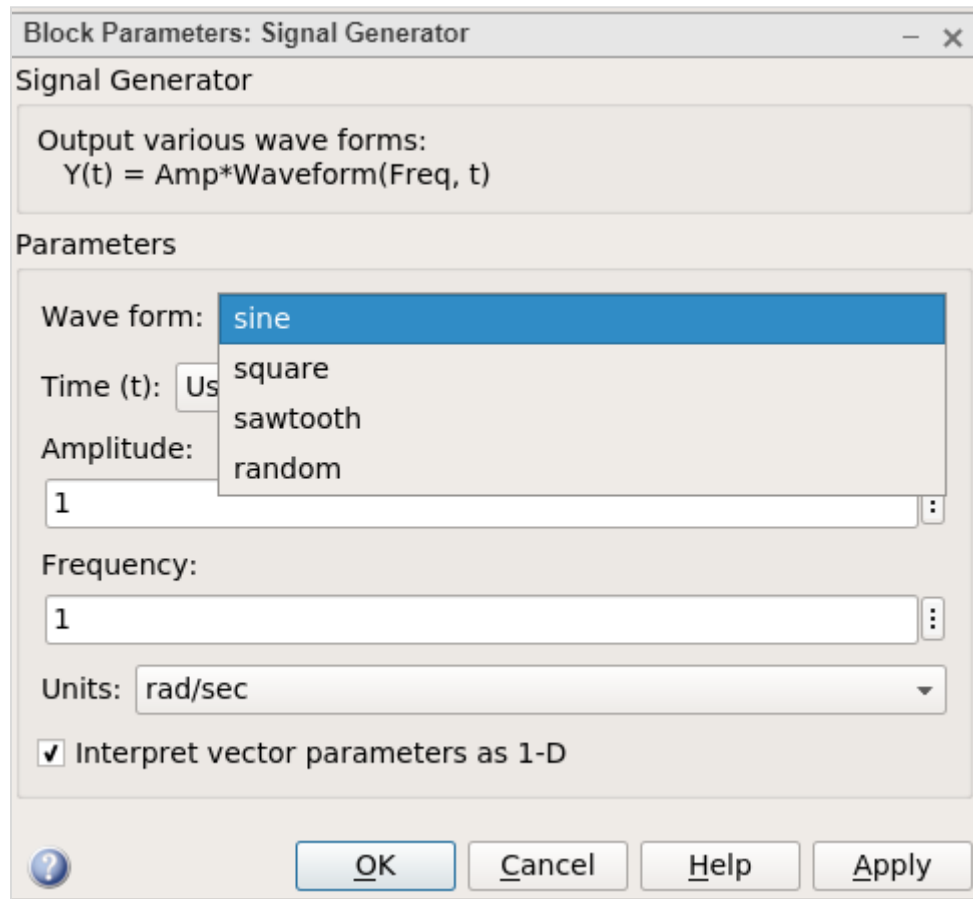 Block Parameters: Signal Generator
Signal Generator
Output various wave forms:
Y(t) = Amp*Waveform(Freq, t)
Parameters
Wave form:
sine
square
sawtooth
random
Time (t): Us
Amplitude:
1
Frequency:
1
Units: rad/sec
Interpret vector parameters as 1-D
OK Cancel Help Apply